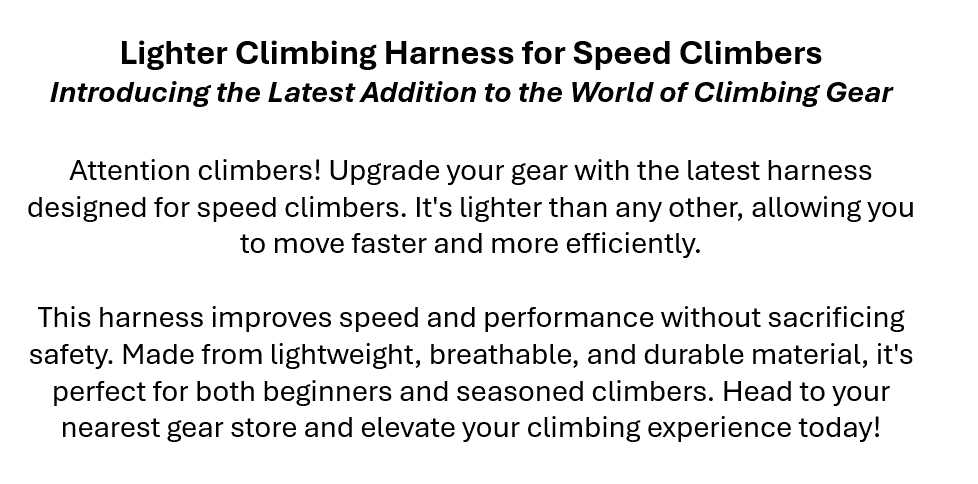 Lighter Climbing Harness for Speed Climbers
Introducing the Latest Addition to the World of Climbing Gear
Attention climbers! Upgrade your gear with the latest harness
designed for speed climbers. It's lighter than any other, allowing you
to move faster and more efficiently.
This harness improves speed and performance without sacrificing
safety. Made from lightweight, breathable, and durable material, it's
perfect for both beginners and seasoned climbers. Head to your
nearest gear store and elevate your climbing experience today!